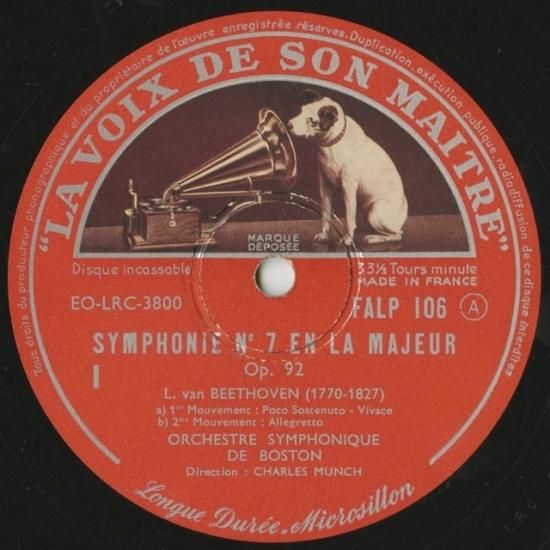 Tous droits du producteur phonographique et du propriétaire de l'œuvre enregistrée réservés. Duplication, exécution publique, radiodiffusion de ce disque interdites
"LA VOIX DE SON MAITRE"
MARQUE
DÉPOSÉE
Disque incassable
33⅓ Tours minute
MADE IN FRANCE
EO-LRC-3800
FALP 106 A
SYMPHONIE Nº 7 EN LA MAJEUR
I
Op. 92
L. van BEETHOVEN (1770-1827)
a) 1er Mouvement : Poco Sostenuto - Vivace
b) 2me Mouvement : Allegretto
ORCHESTRE SYMPHONIQUE
DE BOSTON
Direction : CHARLES MUNCH
Longue Durée. Microsillon
LRC